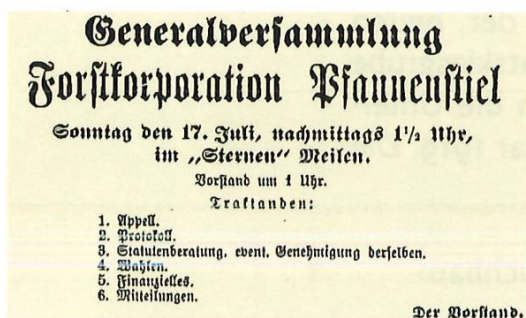 Generalversammlung
Forstkorporation Pfannenstiel
Sonntag den 17. Juli, nachmittags 1½ Uhr,
im „Sternen“ Meilen.
Vorstand um 1 Uhr.
Traktanden:
1. Appell.
2. Protokoll.
3. Statutenberatung, event. Genehmigung derselben.
4. Wahlen.
5. Finanzielles.
6. Mitteilungen.
Der Vorstand.